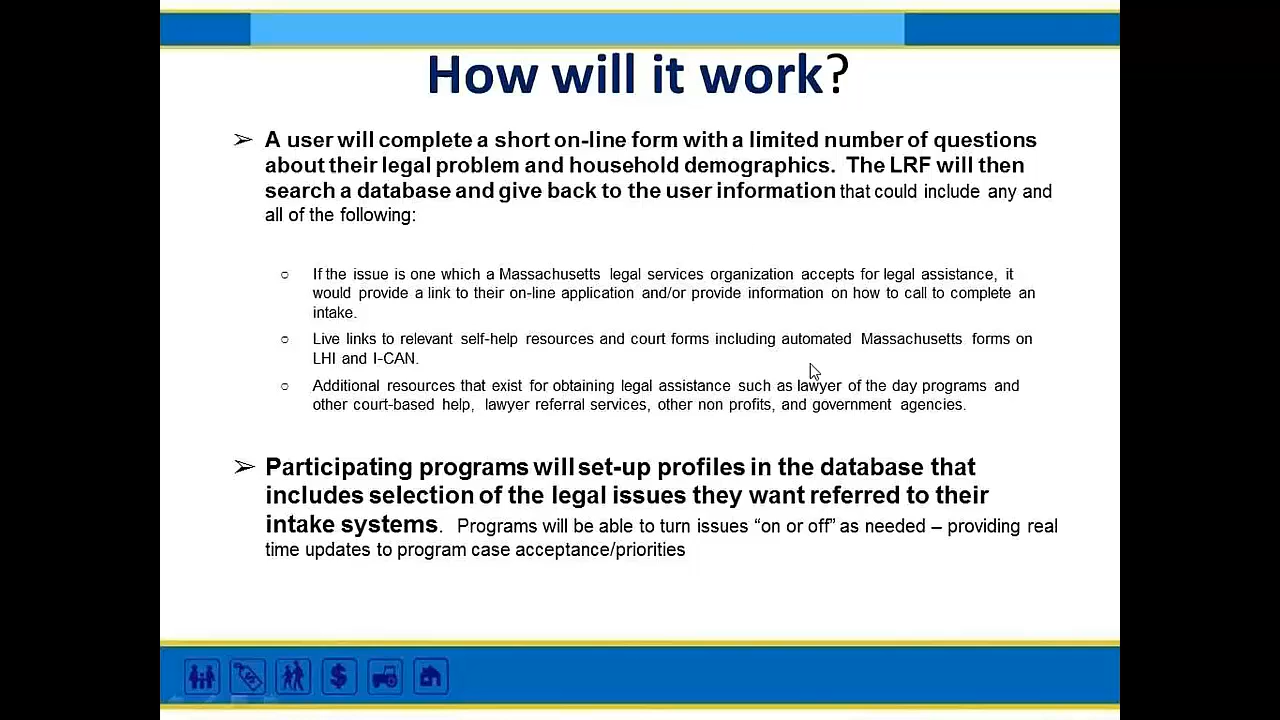 How will it work?
➢ A user will complete a short on-line form with a limited number of questions
about their legal problem and household demographics. The LRF will then
search a database and give back to the user information that could include any and
all of the following:
○ If the issue is one which a Massachusetts legal services organization accepts for legal assistance, it
would provide a link to their on-line application and/or provide information on how to call to complete an
intake.
○ Live links to relevant self-help resources and court forms including automated Massachusetts forms on
LHI and I-CAN.
○ Additional resources that exist for obtaining legal assistance such as lawyer of the day programs and
other court-based help, lawyer referral services, other non profits, and government agencies.
➢ Participating programs will set-up profiles in the database that
includes selection of the legal issues they want referred to their
intake systems. Programs will be able to turn issues “on or off” as needed – providing real
time updates to program case acceptance/priorities
$